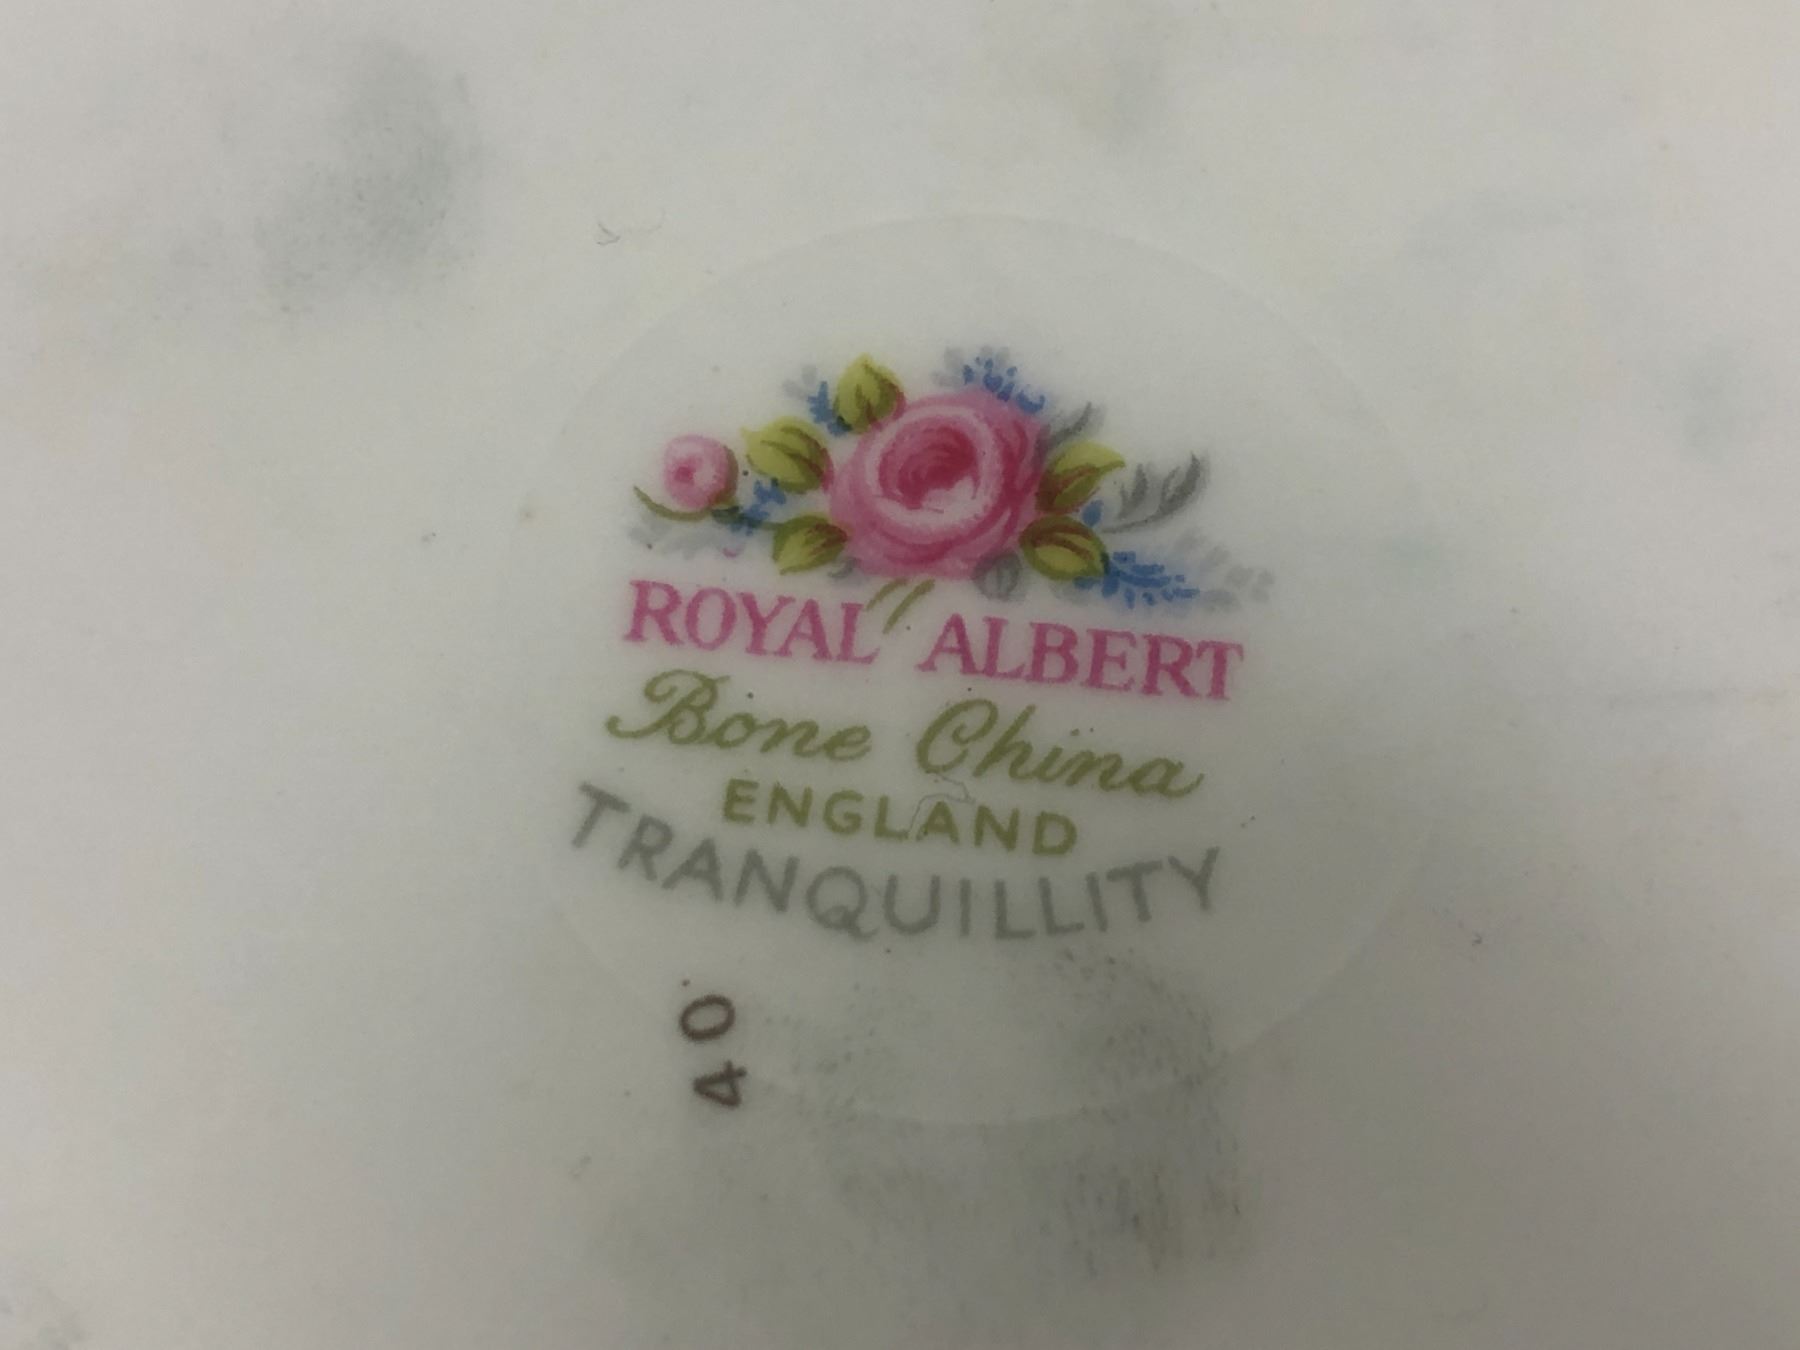 ROYAL ALBERT
Bone China
ENGLAND
TRANQUILLITY
40